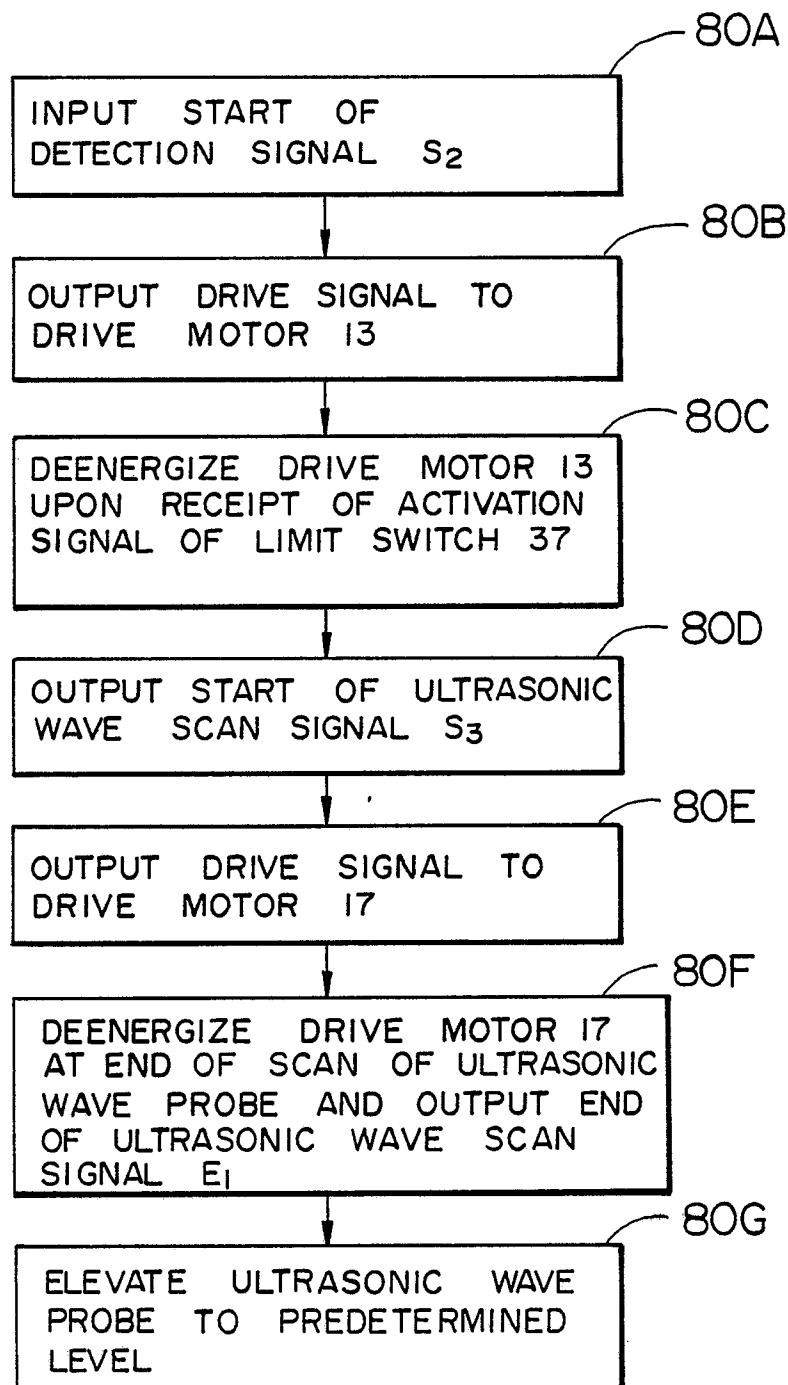 80A
INPUT START OF
DETECTION SIGNAL S2
80B
OUTPUT DRIVE SIGNAL TO
DRIVE MOTOR 13
80C
DEENERGIZE DRIVE MOTOR 13
UPON RECEIPT OF ACTIVATION
SIGNAL OF LIMIT SWITCH 37
80D
OUTPUT START OF ULTRASONIC
WAVE SCAN SIGNAL S3
80E
OUTPUT DRIVE SIGNAL TO
DRIVE MOTOR 17
80F
DEENERGIZE DRIVE MOTOR 17
AT END OF SCAN OF ULTRASONIC
WAVE PROBE AND OUTPUT END
OF ULTRASONIC WAVE SCAN
SIGNAL E1
80G
ELEVATE ULTRASONIC WAVE
PROBE TO PREDETERMINED
LEVEL